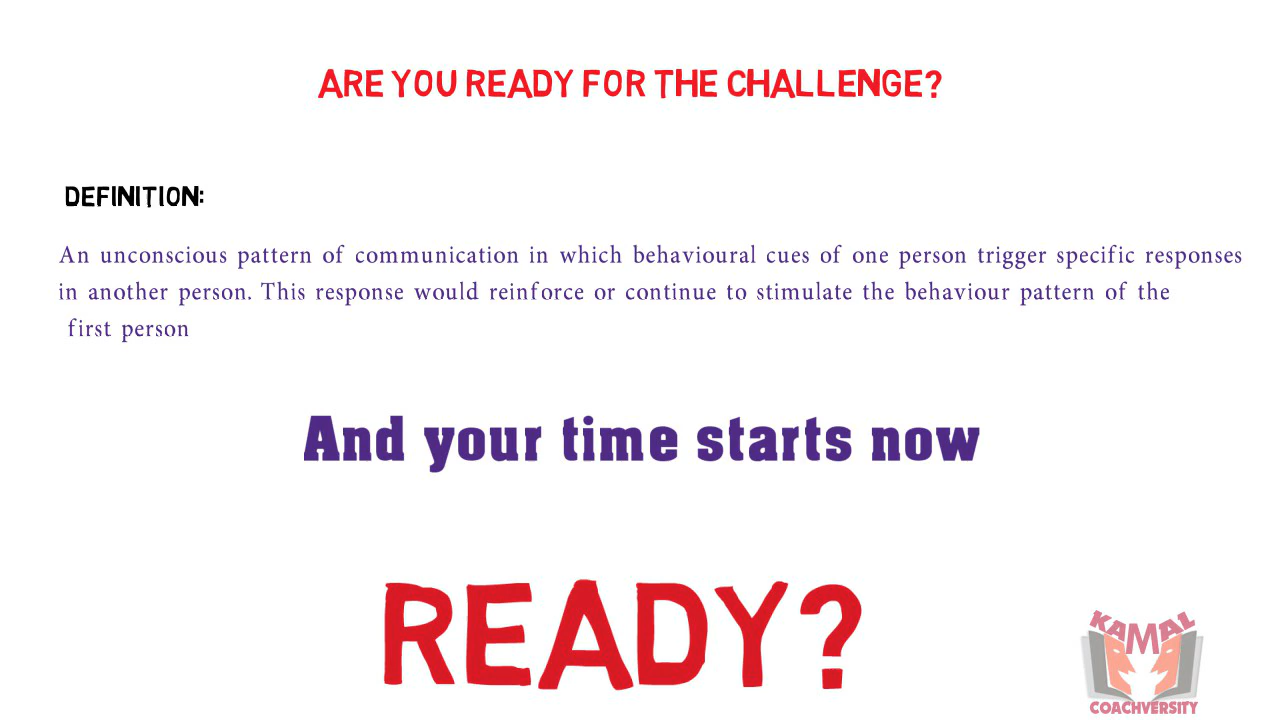 ARE YOU READY FOR THE CHALLENGE?
DEFINITION:
An unconscious pattern of communication in which behavioural cues of one person trigger specific responses
in another person. This response would reinforce or continue to stimulate the behaviour pattern of the
first person
And your time starts now
READY?
KAMAL
COACHVERSITY